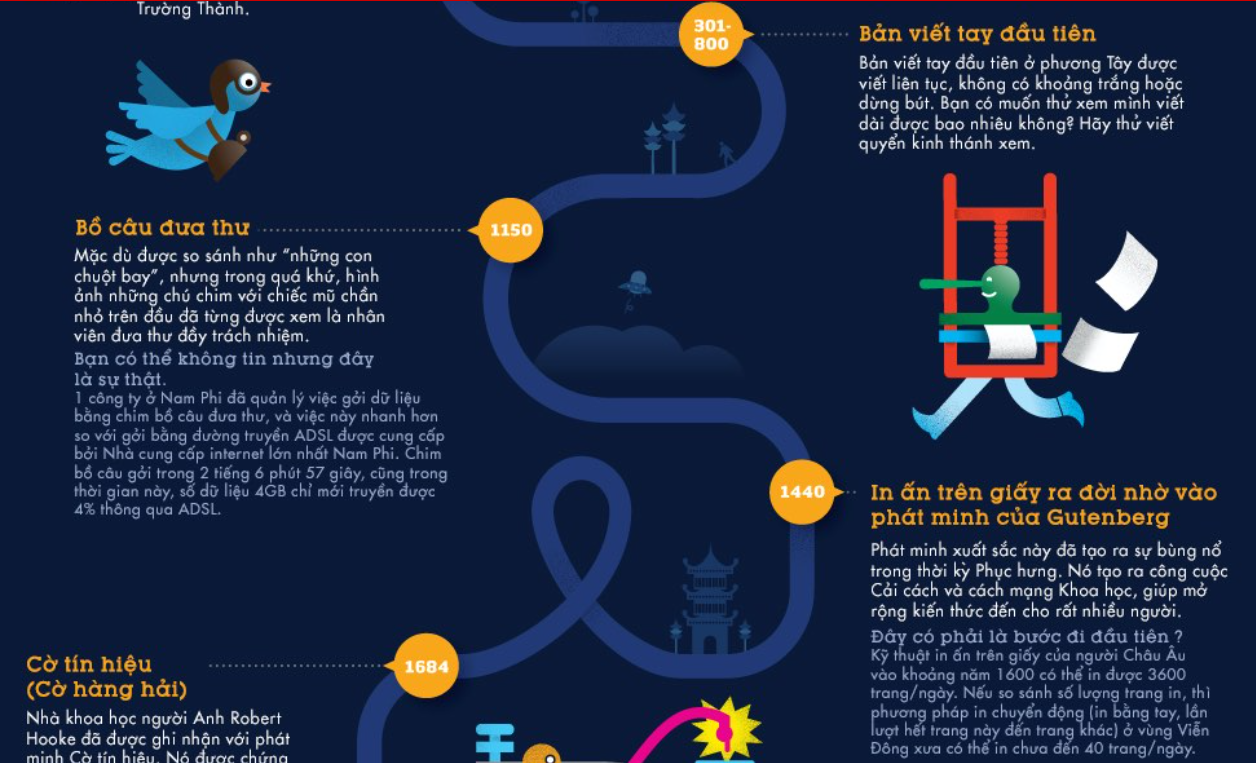 Trường Thành.
301-
800
Bản viết tay đầu tiên
Bản viết tay đầu tiên ở phương Tây được
viết liên tục, không có khoảng trắng hoặc
dừng bút. Bạn có muốn thử xem mình viết
dài được bao nhiêu không? Hãy thử viết
quyển kinh thánh xem.
Bồ câu đưa thư
1150
Mặc dù được so sánh như “những con
chuột bay”, nhưng trong quá khứ, hình
ảnh những chú chim với chiếc mũ chần
nhỏ trên đầu đã từng được xem là nhân
viên đưa thư đầy trách nhiệm.
Bạn có thể không tin nhưng đây
là sự thật.
1 công ty ở Nam Phi đã quản lý việc gởi dữ liệu
bằng chim bồ câu đưa thư, và việc này nhanh hơn
so với gởi bằng đường truyền ADSL được cung cấp
bởi Nhà cung cấp internet lớn nhất Nam Phi. Chim
bồ câu gởi trong 2 tiếng 6 phút 57 giây, cũng trong
thời gian này, số dữ liệu 4GB chỉ mới truyền được
4% thông qua ADSL.
1440
In ấn trên giấy ra đời nhờ vào
phát minh của Gutenberg
Phát minh xuất sắc này đã tạo ra sự bùng nổ
trong thời kỳ Phục hưng. Nó tạo ra công cuộc
Cải cách và cách mạng Khoa học, giúp mở
rộng kiến thức đến cho rất nhiều người.
Đây có phải là bước đi đầu tiên ?
Kỹ thuật in ấn trên giấy của người Châu Âu
vào khoảng năm 1600 có thể in được 3600
trang/ngày. Nếu so sánh số lượng trang in, thì
phương pháp in chuyển động (in bằng tay, lần
lượt hết trang này đến trang khác) ở vùng Viễn
Đông xưa có thể in chưa đến 40 trang/ngày.
Cờ tín hiệu
(Cờ hàng hải)
1684
Nhà khoa học người Anh Robert
Hooke đã được ghi nhận với phát
minh Cờ tín hiệu. Nó được chứng